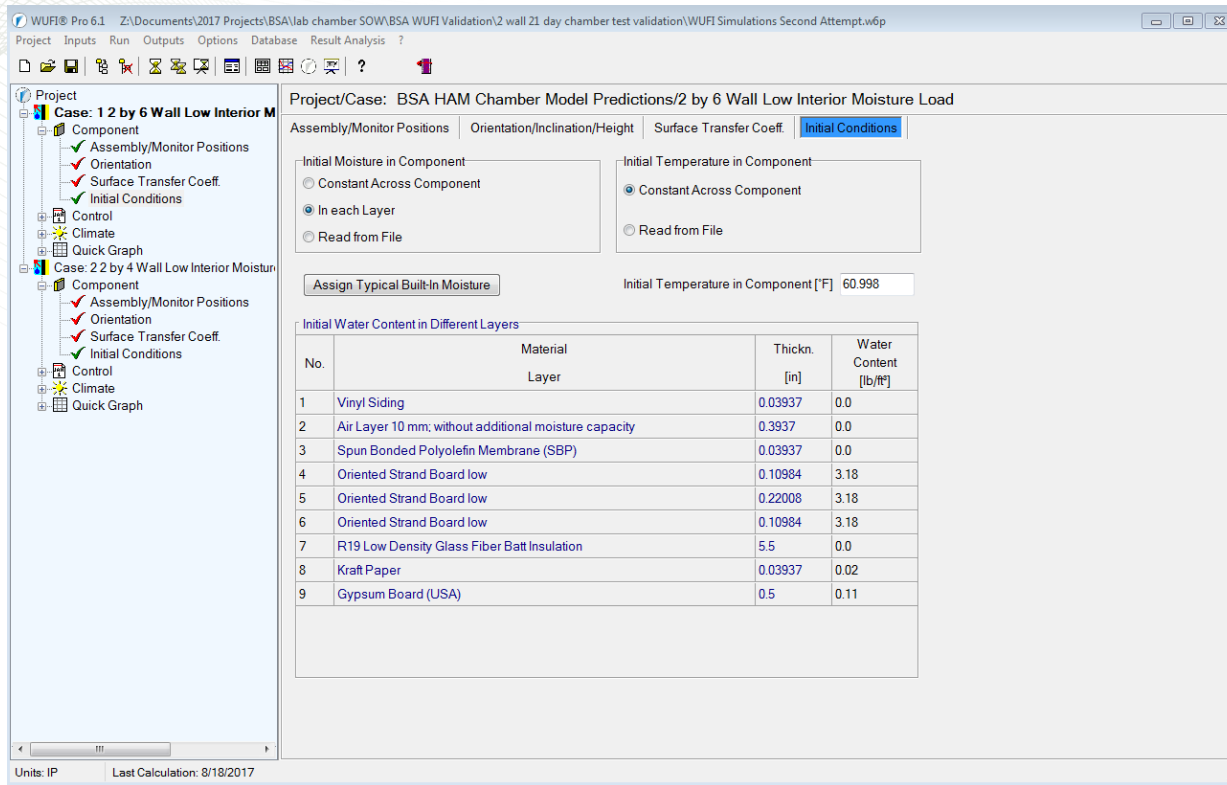 WUFI® Pro 6.1 Z:\Documents\2017 Projects\BSA\lab chamber SOW\BSA WUFI Validation\2 wall 21 day chamber test validation\WUFI Simulations Second Attempt.w6p
Project Inputs Run Outputs Options Database Result Analysis ?
Project
Case: 1 2 by 6 Wall Low Interior M
Component
Assembly/Monitor Positions
Orientation
Surface Transfer Coeff.
Initial Conditions
Control
Climate
Quick Graph
Case: 2 2 by 4 Wall Low Interior Moistur
Component
Assembly/Monitor Positions
Orientation
Surface Transfer Coeff.
Initial Conditions
Control
Climate
Quick Graph
Project/Case: BSA HAM Chamber Model Predictions/2 by 6 Wall Low Interior Moisture Load
Assembly/Monitor Positions Orientation/Inclination/Height Surface Transfer Coeff. Initial Conditions
Initial Moisture in Component
Constant Across Component
In each Layer
Read from File
Initial Temperature in Component
Constant Across Component
Read from File
Assign Typical Built-In Moisture
Initial Temperature in Component [°F] 60.998
Initial Water Content in Different Layers
No. Material Layer Thickn. [in] Water Content [lb/ft³]
1 Vinyl Siding 0.03937 0.0
2 Air Layer 10 mm; without additional moisture capacity 0.3937 0.0
3 Spun Bonded Polyolefin Membrane (SBP) 0.03937 0.0
4 Oriented Strand Board low 0.10984 3.18
5 Oriented Strand Board low 0.22008 3.18
6 Oriented Strand Board low 0.10984 3.18
7 R19 Low Density Glass Fiber Batt Insulation 5.5 0.0
8 Kraft Paper 0.03937 0.02
9 Gypsum Board (USA) 0.5 0.11
Units: IP Last Calculation: 8/18/2017